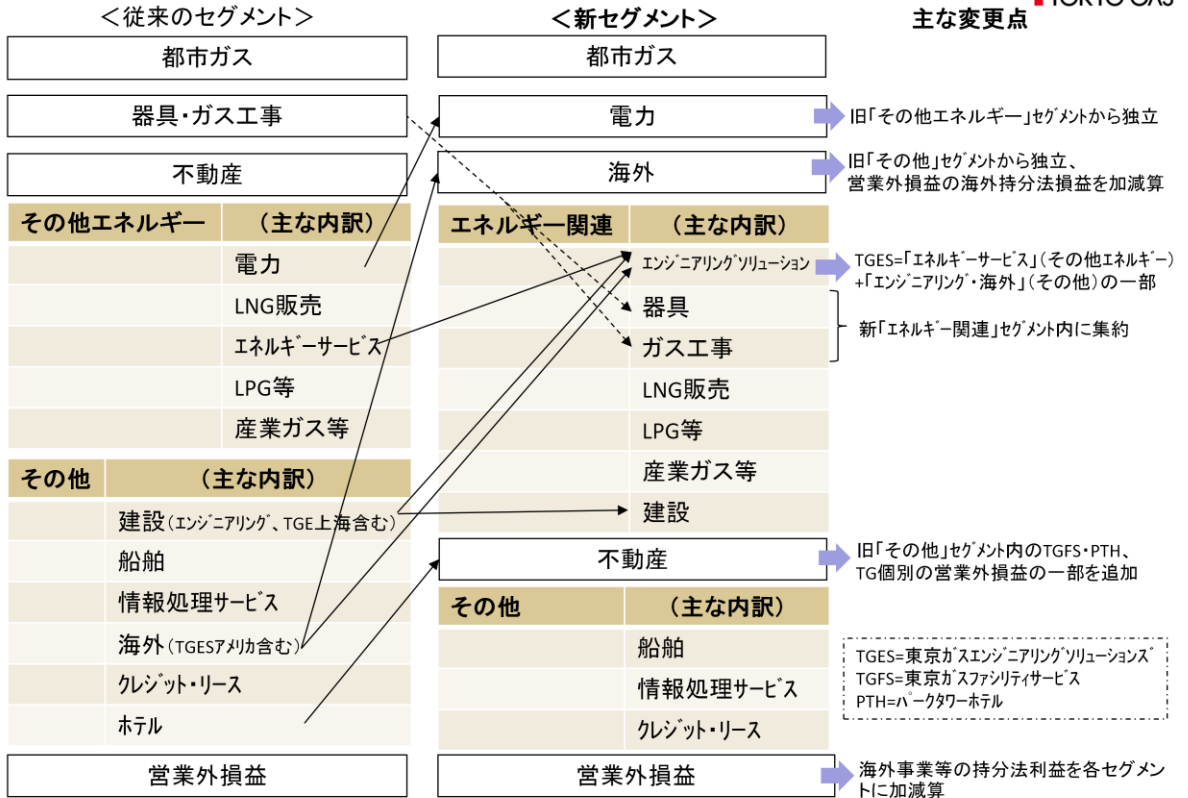 TOKYO GAS
<従来のセグメント>
都市ガス
器具・ガス工事
不動産
その他エネルギー （主な内訳）
電力
LNG販売
エネルギーサービス
LPG等
産業ガス等
その他 （主な内訳）
建設(エンジニアリング、TGE上海含む)
船舶
情報処理サービス
海外(TGESアメリカ含む)
クレジット・リース
ホテル
営業外損益
<新セグメント>
都市ガス
電力
海外
エネルギー関連 （主な内訳）
エンジニアリングソリューション
器具
ガス工事
LNG販売
LPG等
産業ガス等
建設
不動産
その他 （主な内訳）
船舶
情報処理サービス
クレジット・リース
営業外損益
主な変更点
旧「その他エネルギー」セグメントから独立
旧「その他」セグメントから独立、
営業外損益の海外持分法損益を加減算
TGES=「エネルギーサービス」(その他エネルギー)
+「エンジニアリング・海外」(その他)の一部
新「エネルギー関連」セグメント内に集約
旧「その他」セグメント内のTGFS・PTH、
TG個別の営業外損益の一部を追加
TGES=東京ガスエンジニアリングソリューションズ
TGFS=東京ガスファシリティサービス
PTH=パークタワーホテル
海外事業等の持分法利益を各セグメン
トに加減算